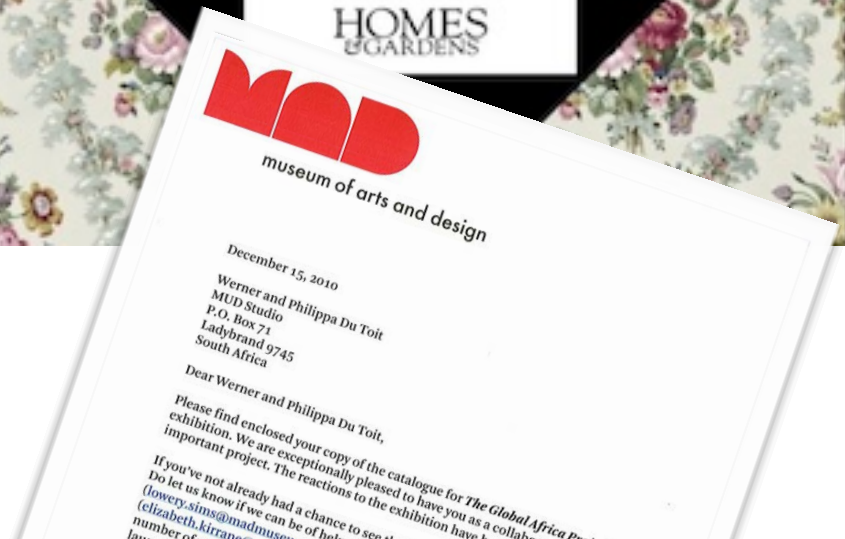 HOMES
&GARDENS
MAD
museum of arts and design
December 15, 2010
Werner and Philippa Du Toit
MUD Studio
P.O. Box 71
Ladybrand 9745
South Africa
Dear Werner and Philippa Du Toit,
Please find enclosed your copy of the catalogue for The Global Africa
exhibition. We are exceptionally pleased to have you as a
important project. The reactions to the exhibition have
If you've not already had a chance to see
Do let us know if we can be of
(lowery.sims@
number of